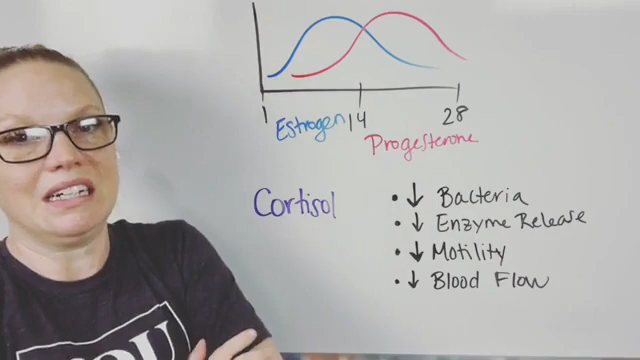 1 14 28
Estrogen
Progesterone
Cortisol
• ↓ Bacteria
• ↓ Enzyme Release
• ↓ Motility
• ↓ Blood Flow